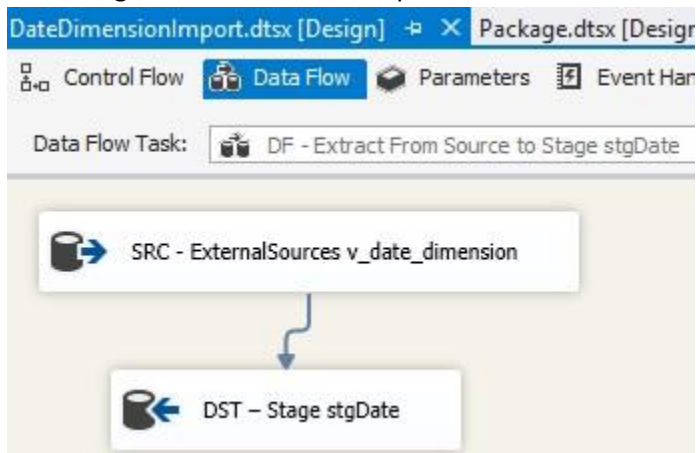 DateDimensionImport.dtsx [Design] Package.dtsx [Design
Control Flow Data Flow Parameters Event Han
Data Flow Task: DF - Extract From Source to Stage stgDate
SRC - ExternalSources v_date_dimension
DST – Stage stgDate